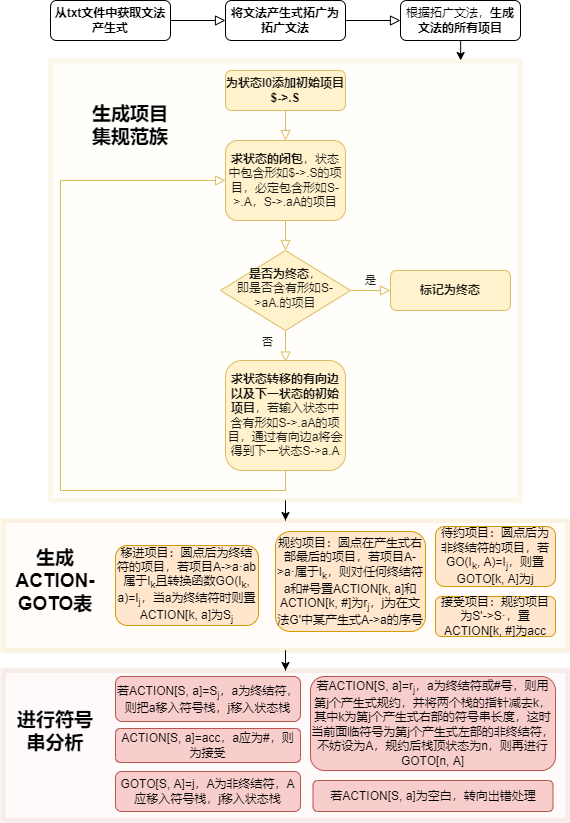 从txt文件中获取文法
产生式
将文法产生式拓广为
拓广文法
根据拓广文法，生成
文法的所有项目
生成项目
集规范族
为状态I0添加初始项目
$->.S
求状态的闭包，状态
中包含形如$->.S的项
目，必定包含形如S-
>.A，S->.aA的项目
是否为终态，
即是否含有形如S-
>aA.的项目
是
标记为终态
否
求状态转移的有向边
以及下一状态的初始
项目，若输入状态中
含有形如S->.aA的项
目，通过有向边a将会
得到下一状态S->a.A
生成
ACTION-
GOTO表
移进项目：圆点后为终结
符的项目，若项目A->a·ab
属于Ik且转换函数GO(Ik,
a)=Ij，当a为终结符时则置
ACTION[k, a]为Sj
规约项目：圆点在产生式右
部最后的项目，若项目A-
>a·属于Ik，则对任何终结符
a和#号置ACTION[k, a]和
ACTION[k, #]为rj，j为在文
法G'中某产生式A->a的序号
待约项目：圆点后为
非终结符的项目，若
GO(Ik, A)=Ij，则置
GOTO[k, A]为j
接受项目：规约项目
为S'->S·，置
ACTION[k, #]为acc
进行符号
串分析
若ACTION[S, a]=Sj，a为终结符，
则把a移入符号栈，j移入状态栈
ACTION[S, a]=acc，a应为#，则
为接受
GOTO[S, A]=j，A为非终结符，A
应移入符号栈，j移入状态栈
若ACTION[S, a]=rj，a为终结符或#号，则用
第j个产生式规约，并将两个栈的指针减去k，
其中k为第j个产生式右部的符号串长度，这时
当前面临符号为第j个产生式左部的非终结符，
不妨设为A，规约后栈顶状态为n，则再进行
GOTO[n, A]
若ACTION[S, a]为空白，转向出错处理